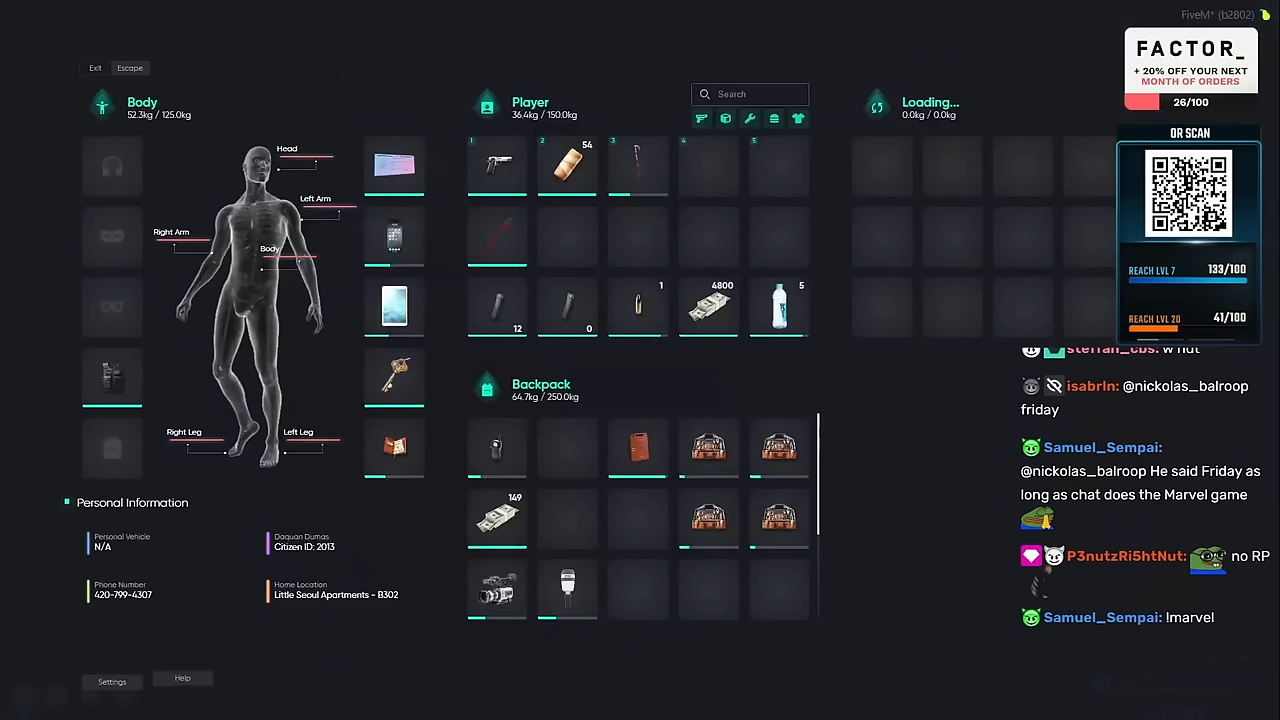 FiveM* (b2802)
FACTOR_
+ 20% OFF YOUR NEXT
MONTH OF ORDERS
26/100
OR SCAN
REACH LVL 7 133/100
REACH LVL 20 41/100
Exit Escape
Body
52.3kg / 125.0kg
Head
Left Arm
Right Arm
Body
Right Leg
Left Leg
Personal Information
Personal Vehicle
N/A
Daquan Dumas
Citizen ID: 2013
Phone Number
420-799-4307
Home Location
Little Seoul Apartments - B302
Settings
Help
Player
36.4kg / 150.0kg
Search
1
2
54
3
4
5
12
0
1
4800
5
Backpack
64.7kg / 250.0kg
149
Loading...
0.0kg / 0.0kg
steffan_cbs: w nut
isabrln: @nickolas_balroop
friday
Samuel_Sempai:
@nickolas_balroop He said Friday as
long as chat does the Marvel game
P3nutzRi5htNut: no RP
Samuel_Sempai: !marvel